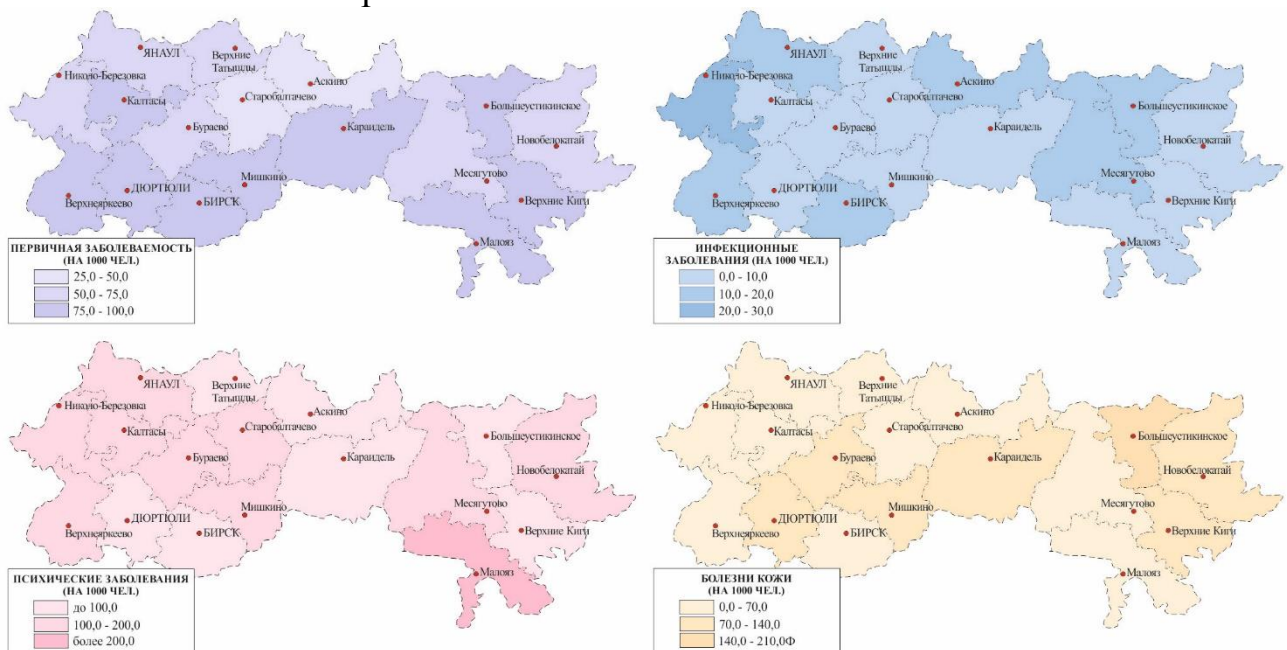 ЯНАУЛ
Верхние
Татышлы
Николо-Березовка
Аскино
Калтасы
Старобалтачево
Большеустикинское
Бураево
Караидель
Новобелокатай
Мишкино
Месягутово
ДЮРТЮЛИ
Верхнеяркеево
БИРСК
Верхние Киги
Малояз
ПЕРВИЧНАЯ ЗАБОЛЕВАЕМОСТЬ
(НА 1000 ЧЕЛ.)
25,0 - 50,0
50,0 - 75,0
75,0 - 100,0
ЯНАУЛ
Верхние
Татышлы
Николо-Березовка
Аскино
Калтасы
Старобалтачево
Большеустикинское
Бураево
Караидель
Новобелокатай
Мишкино
Месягутово
ДЮРТЮЛИ
Верхнеяркеево
БИРСК
Верхние Киги
Малояз
ИНФЕКЦИОННЫЕ
ЗАБОЛЕВАНИЯ (НА 1000 ЧЕЛ.)
0,0 - 10,0
10,0 - 20,0
20,0 - 30,0
ЯНАУЛ
Верхние
Татышлы
Николо-Березовка
Аскино
Калтасы
Старобалтачево
Большеустикинское
Бураево
Караидель
Новобелокатай
Мишкино
Месягутово
ДЮРТЮЛИ
Верхнеяркеево
БИРСК
Верхние Киги
Малояз
ПСИХИЧЕСКИЕ ЗАБОЛЕВАНИЯ
(НА 1000 ЧЕЛ.)
до 100,0
100,0 - 200,0
более 200,0
ЯНАУЛ
Верхние
Татышлы
Николо-Березовка
Аскино
Калтасы
Старобалтачево
Большеустикинское
Бураево
Караидель
Новобелокатай
Мишкино
Месягутово
ДЮРТЮЛИ
Верхнеяркеево
БИРСК
Верхние Киги
Малояз
БОЛЕЗНИ КОЖИ
(НА 1000 ЧЕЛ.)
0,0 - 70,0
70,0 - 140,0
140,0 - 210,0Ф